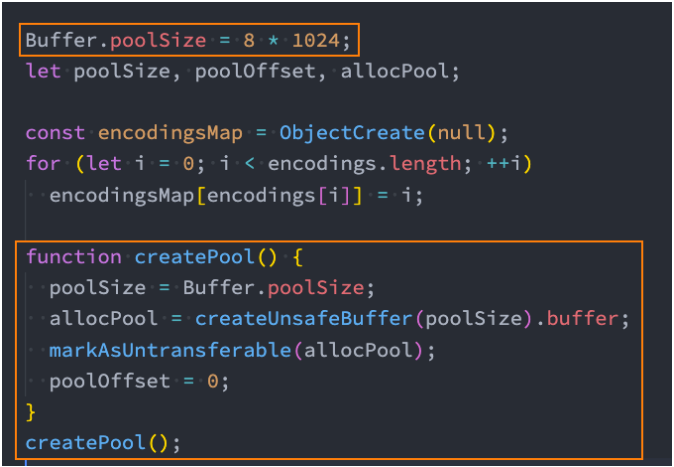 Buffer.poolSize = 8 * 1024;
let poolSize, poolOffset, allocPool;
const encodingsMap = ObjectCreate(null);
for (let i = 0; i < encodings.length; ++i)
encodingsMap[encodings[i]] = i;
function createPool() {
poolSize = Buffer.poolSize;
allocPool = createUnsafeBuffer(poolSize).buffer;
markAsUntransferable(allocPool);
poolOffset = 0;
}
createPool();